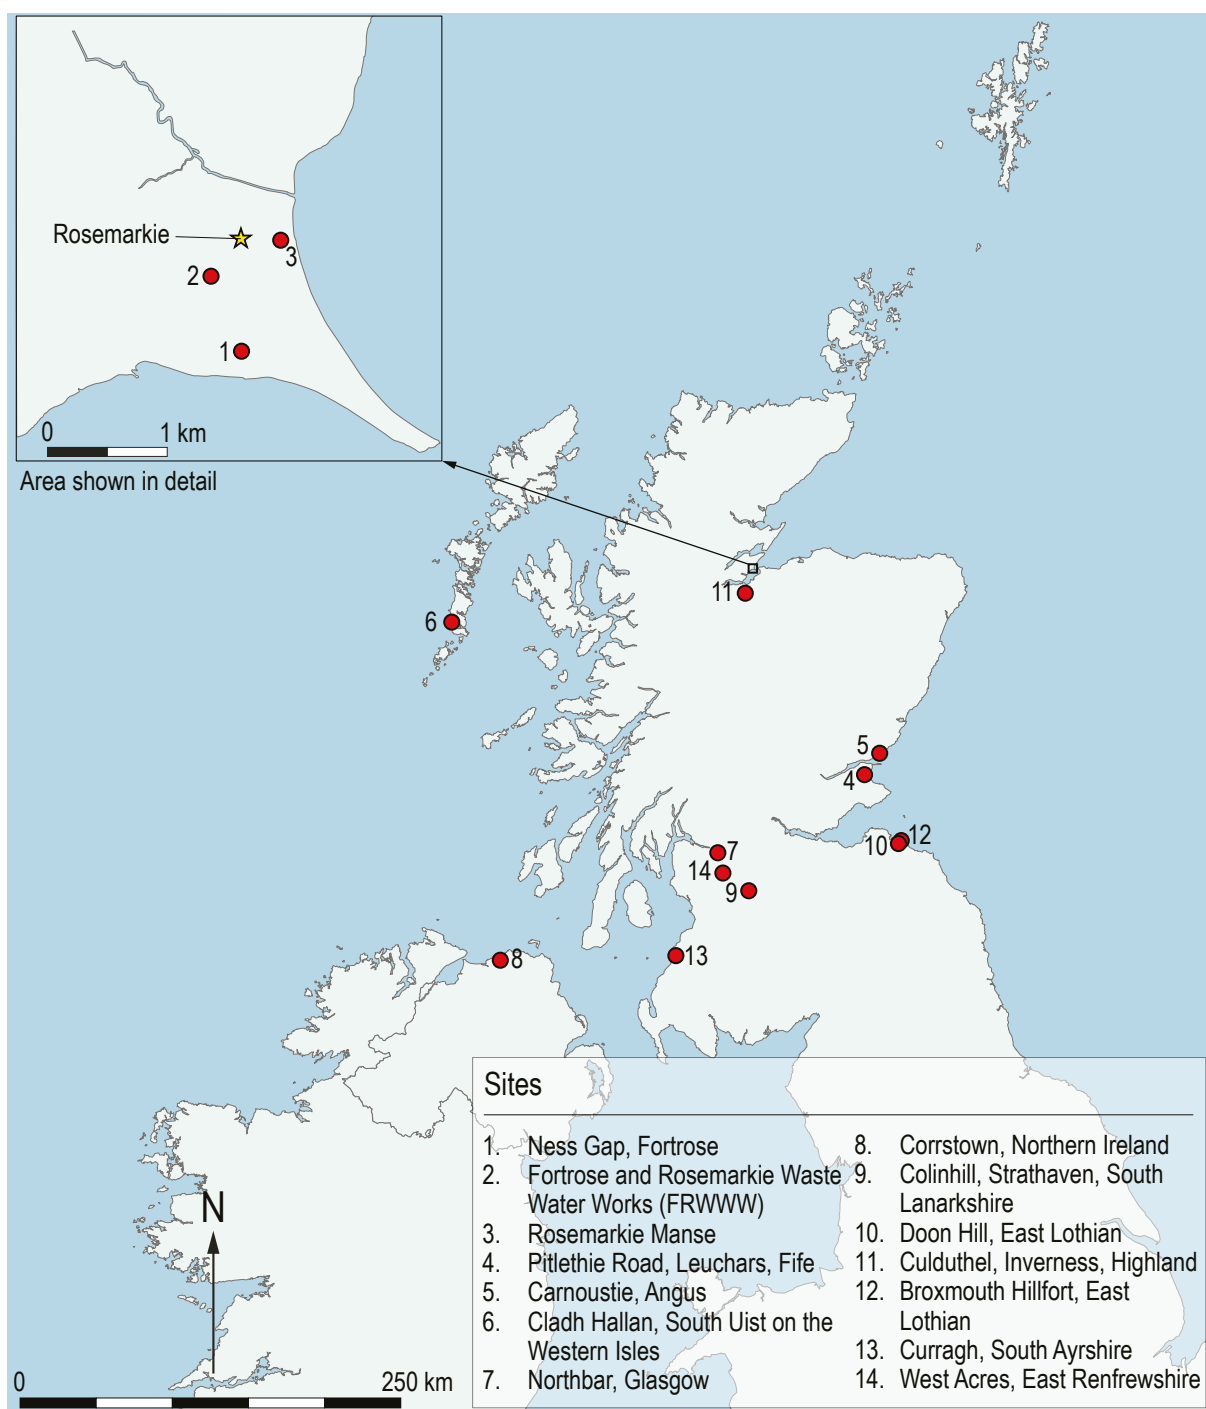 Rosemarkie
3
2
1
0 1 km
Area shown in detail
11
6
5
4
12
10
7
14
9
13
8
Sites
1. Ness Gap, Fortrose
2. Fortrose and Rosemarkie Waste
Water Works (FRWWW)
3. Rosemarkie Manse
4. Pitlethie Road, Leuchars, Fife
5. Carnoustie, Angus
6. Cladh Hallan, South Uist on the
Western Isles
7. Northbar, Glasgow
8. Corrstown, Northern Ireland
9. Colinhill, Strathaven, South
Lanarkshire
10. Doon Hill, East Lothian
11. Culduthel, Inverness, Highland
12. Broxmouth Hillfort, East
Lothian
13. Curragh, South Ayrshire
14. West Acres, East Renfrewshire
N
0 250 km